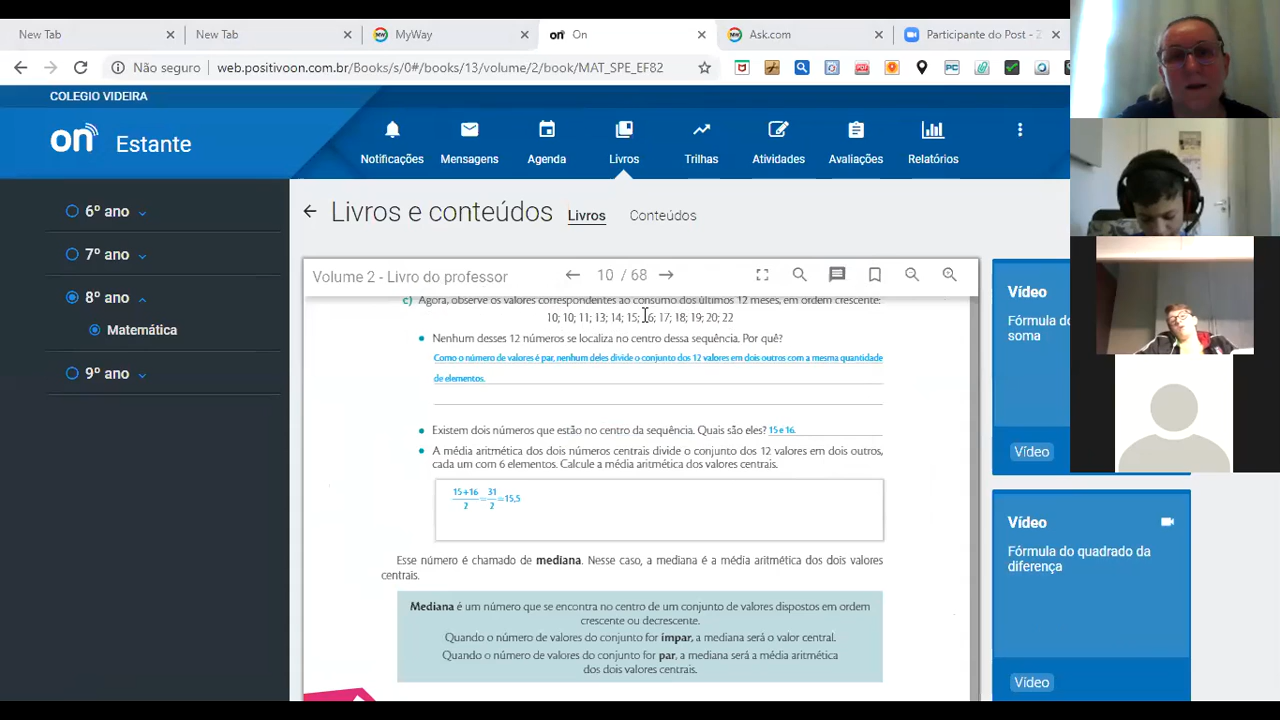 New Tab
New Tab
MyWay
On
Ask.com
Participante do Post - 2
Não seguro
web.positivoon.com.br/Books/s/0#/books/13/volume/2/book/MAT_SPE_EF82
COLEGIO VIDEIRA
on Estante
Notificações
Mensagens
Agenda
Livros
Trilhas
Atividades
Avaliações
Relatórios
6º ano
7º ano
8º ano
Matemática
9º ano
Livros e conteúdos
Livros
Conteúdos
Volume 2 - Livro do professor
10 / 68
c) Agora, observe os valores correspondentes ao consumo dos últimos 12 meses, em ordem crescente:
10; 10; 11; 13; 14; 15; 16; 17; 18; 19; 20; 22
• Nenhum desses 12 números se localiza no centro dessa sequência. Por quê?
Como o número de valores é par, nenhum deles divide o conjunto dos 12 valores em dois outros com a mesma quantidade
de elementos.
• Existem dois números que estão no centro da sequência. Quais são eles? 15 e 16.
• A média aritmética dos dois números centrais divide o conjunto dos 12 valores em dois outros,
cada um com 6 elementos. Calcule a média aritmética dos valores centrais.
15+16/2 = 31/2 = 15,5
Esse número é chamado de mediana. Nesse caso, a mediana é a média aritmética dos dois valores
centrais.
Mediana é um número que se encontra no centro de um conjunto de valores dispostos em ordem
crescente ou decrescente.
Quando o número de valores do conjunto for ímpar, a mediana será o valor central.
Quando o número de valores do conjunto for par, a mediana será a média aritmética
dos dois valores centrais.
Vídeo
Fórmula do
soma
Vídeo
Vídeo
Fórmula do quadrado da
diferença
Vídeo